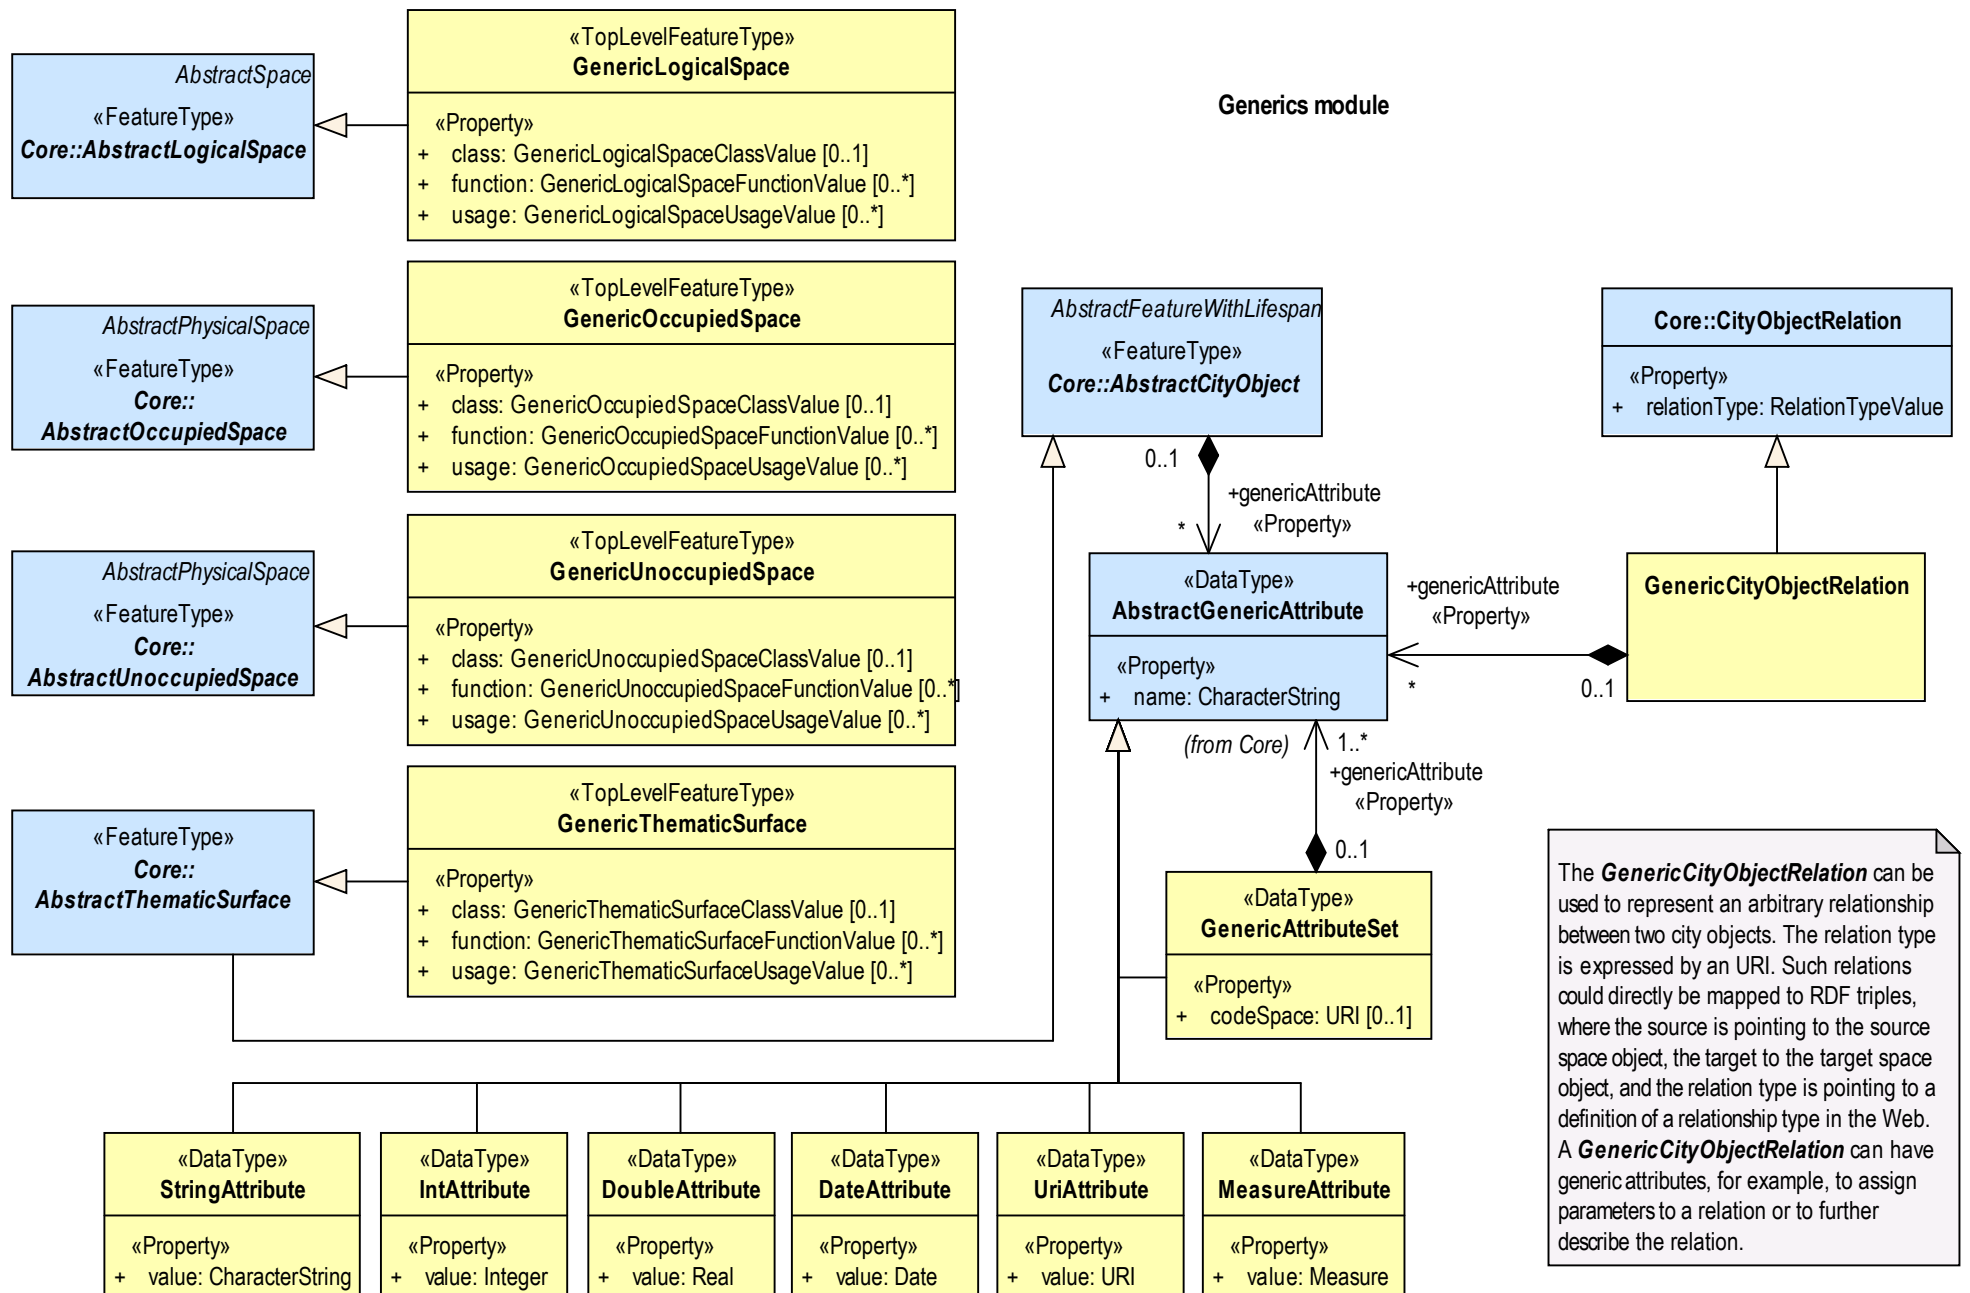 Generics module
AbstractSpace
«FeatureType»
Core::AbstractLogicalSpace
«TopLevelFeatureType»
GenericLogicalSpace
«Property»
+ class: GenericLogicalSpaceClassValue [0..1]
+ function: GenericLogicalSpaceFunctionValue [0..*]
+ usage: GenericLogicalSpaceUsageValue [0..*]
AbstractPhysicalSpace
«FeatureType»
Core::
AbstractOccupiedSpace
«TopLevelFeatureType»
GenericOccupiedSpace
«Property»
+ class: GenericOccupiedSpaceClassValue [0..1]
+ function: GenericOccupiedSpaceFunctionValue [0..*]
+ usage: GenericOccupiedSpaceUsageValue [0..*]
AbstractPhysicalSpace
«FeatureType»
Core::
AbstractUnoccupiedSpace
«TopLevelFeatureType»
GenericUnoccupiedSpace
«Property»
+ class: GenericUnoccupiedSpaceClassValue [0..1]
+ function: GenericUnoccupiedSpaceFunctionValue [0..*]
+ usage: GenericUnoccupiedSpaceUsageValue [0..*]
«FeatureType»
Core::
AbstractThematicSurface
«TopLevelFeatureType»
GenericThematicSurface
«Property»
+ class: GenericThematicSurfaceClassValue [0..1]
+ function: GenericThematicSurfaceFunctionValue [0..*]
+ usage: GenericThematicSurfaceUsageValue [0..*]
AbstractFeatureWithLifespan
«FeatureType»
Core::AbstractCityObject
0..1
+genericAttribute
«Property»
*
Core::CityObjectRelation
«Property»
+ relationType: RelationTypeValue
«DataType»
AbstractGenericAttribute
«Property»
+ name: CharacterString
(from Core)
+genericAttribute
«Property»
*
0..1
GenericCityObjectRelation
1..*
+genericAttribute
«Property»
0..1
«DataType»
GenericAttributeSet
«Property»
+ codeSpace: URI [0..1]
«DataType»
StringAttribute
«Property»
+ value: CharacterString
«DataType»
IntAttribute
«Property»
+ value: Integer
«DataType»
DoubleAttribute
«Property»
+ value: Real
«DataType»
DateAttribute
«Property»
+ value: Date
«DataType»
UriAttribute
«Property»
+ value: URI
«DataType»
MeasureAttribute
«Property»
+ value: Measure
The GenericCityObjectRelation can be
used to represent an arbitrary relationship
between two city objects. The relation type
is expressed by an URI. Such relations
could directly be mapped to RDF triples,
where the source is pointing to the source
space object, the target to the target space
object, and the relation type is pointing to a
definition of a relationship type in the Web.
A GenericCityObjectRelation can have
generic attributes, for example, to assign
parameters to a relation or to further
describe the relation.